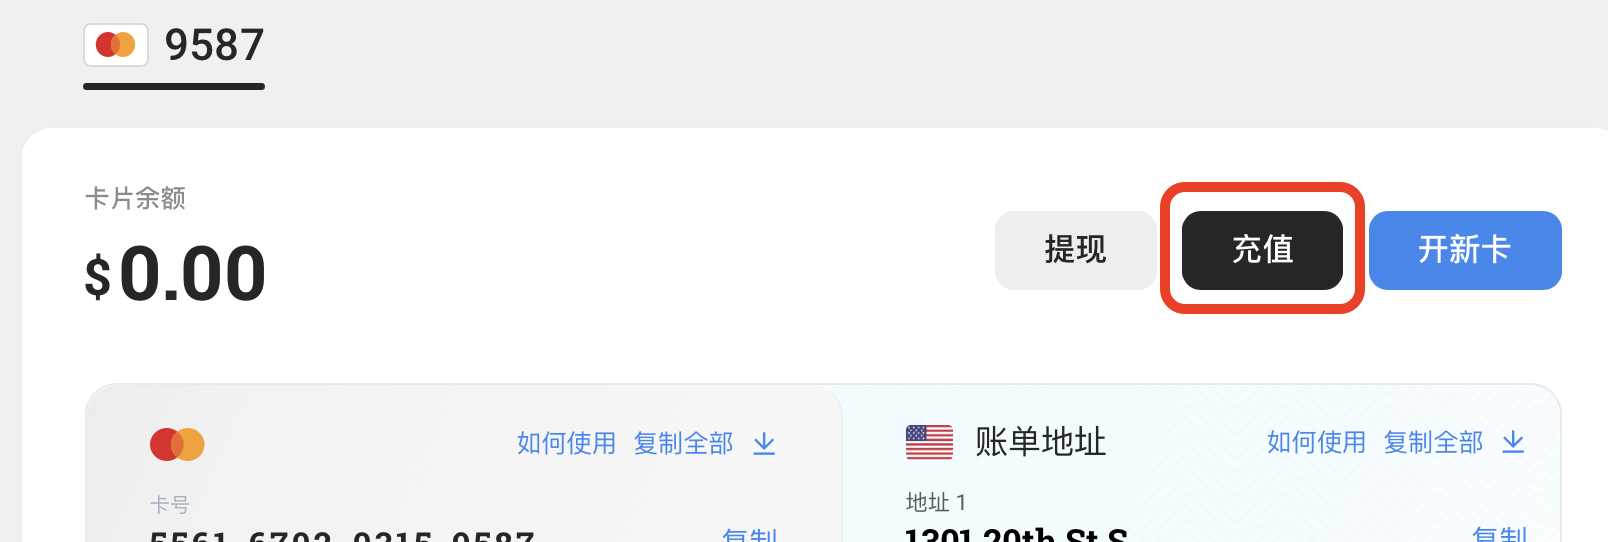 9587
卡片余额
$0.00
提现 充值 开新卡
如何使用 复制全部
账单地址 如何使用 复制全部
卡号
地址 1
5561 6702 0315 9587 复制
1301 20th St S 复制